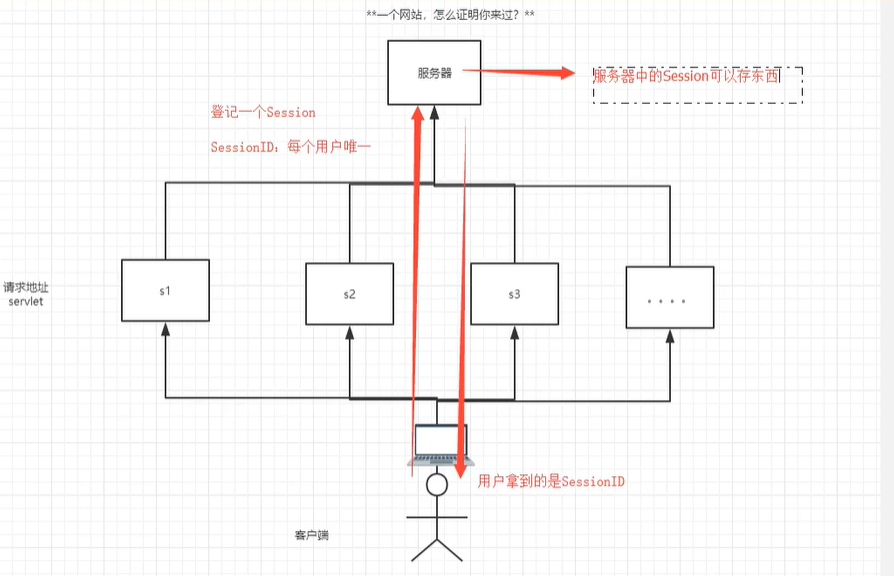 **一个网站，怎么证明你来过？**
服务器
服务器中的Session可以存东西
登记一个Session
SessionID：每个用户唯一
请求地址
servlet
s1
s2
s3
. . . .
用户拿到的是SessionID
客户端